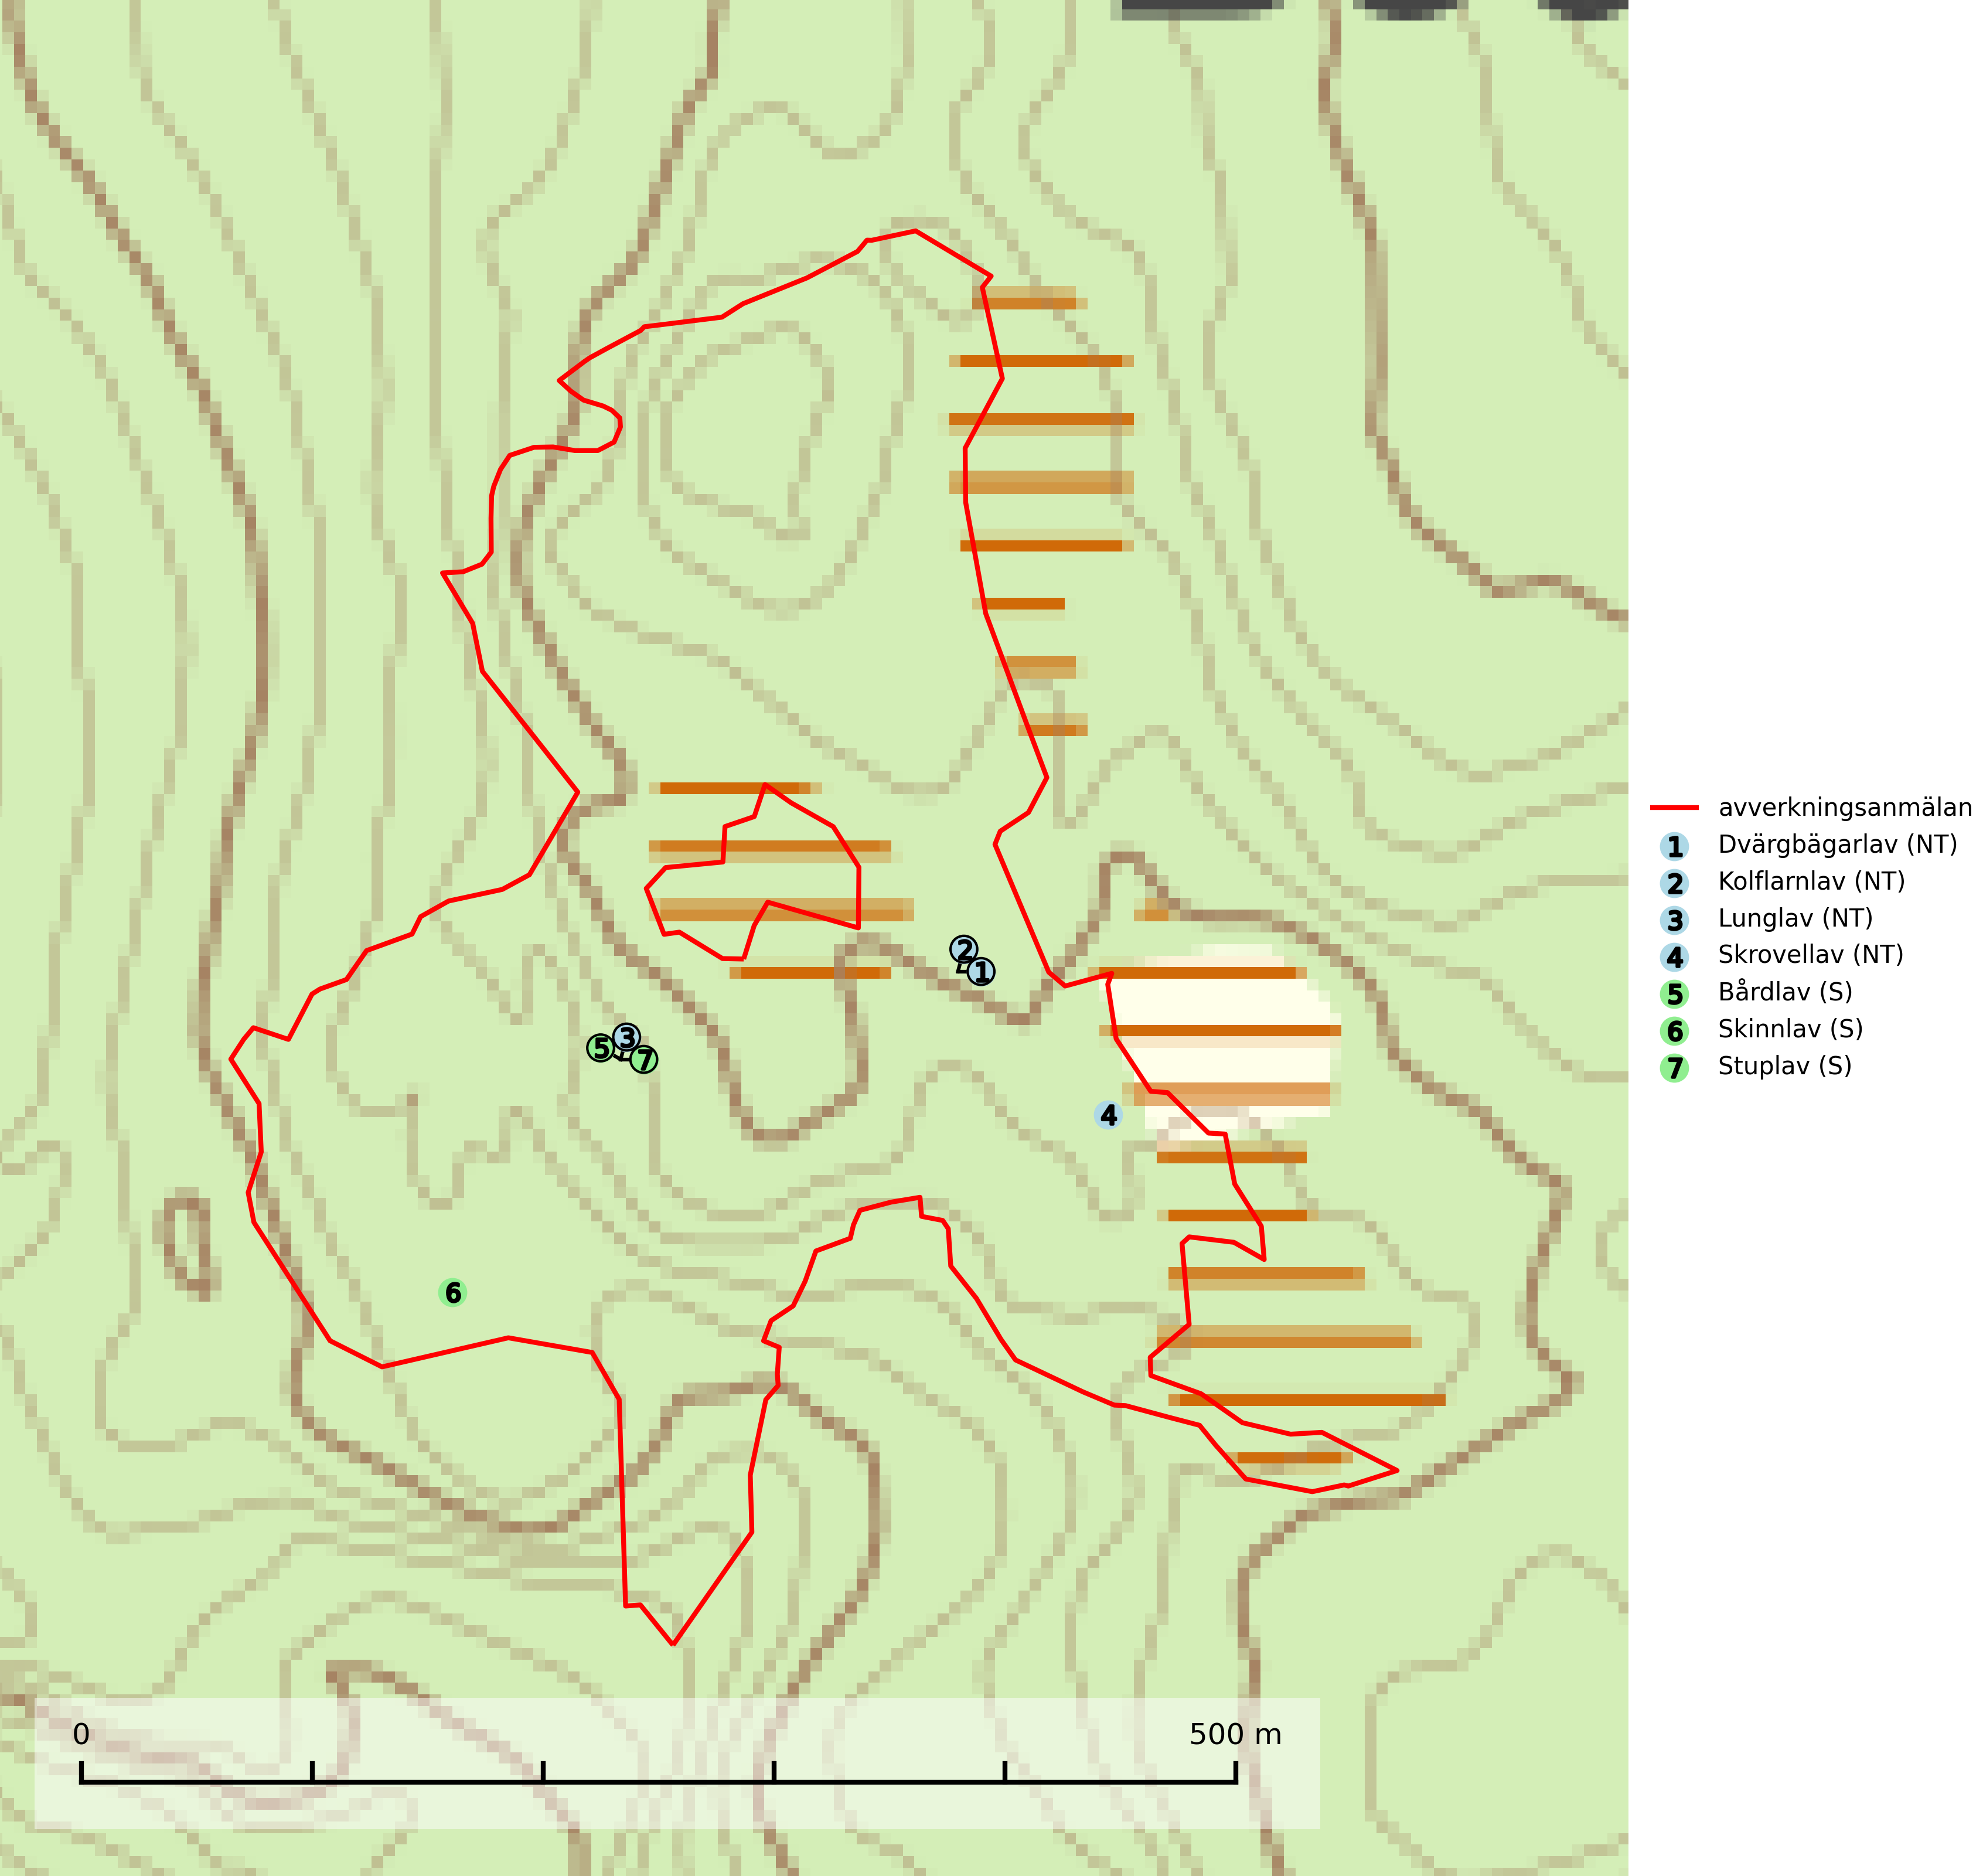 2
1
3
5
7
4
6
0
500 m
avverkningsanmälan
1 Dvärgbägarlav (NT)
2 Kolflarnlav (NT)
3 Lunglav (NT)
4 Skrovellav (NT)
5 Bårdlav (S)
6 Skinnlav (S)
7 Stuplav (S)